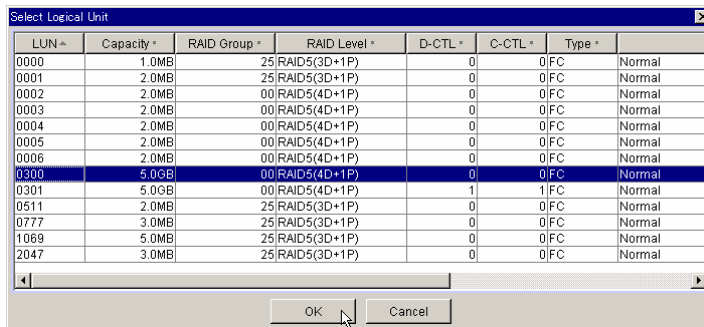 Select Logical Unit
LUN Capacity RAID Group RAID Level D-CTL C-CTL Type
0000 1.0MB 25 RAID5(3D+1P) 0 0 FC Normal
0001 2.0MB 25 RAID5(3D+1P) 0 0 FC Normal
0002 2.0MB 00 RAID5(4D+1P) 0 0 FC Normal
0003 2.0MB 00 RAID5(4D+1P) 0 0 FC Normal
0004 2.0MB 00 RAID5(4D+1P) 0 0 FC Normal
0005 2.0MB 00 RAID5(4D+1P) 0 0 FC Normal
0006 2.0MB 00 RAID5(4D+1P) 0 0 FC Normal
0300 5.0GB 00 RAID5(4D+1P) 0 0 FC Normal
0301 5.0GB 00 RAID5(4D+1P) 1 1 FC Normal
0511 2.0MB 25 RAID5(3D+1P) 0 0 FC Normal
0777 3.0MB 25 RAID5(3D+1P) 0 0 FC Normal
1069 5.0MB 25 RAID5(3D+1P) 0 0 FC Normal
2047 3.0MB 25 RAID5(3D+1P) 0 0 FC Normal
OK Cancel